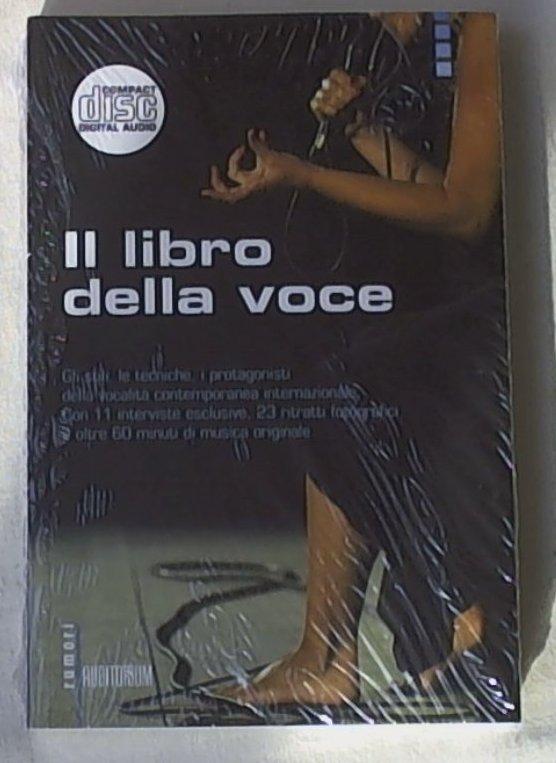 COMPACT
disc
DIGITAL AUDIO
Il libro
della voce
Gli stili, le tecniche, i protagonisti
della vocalità contemporanea internazionale.
Con 11 interviste esclusive, 23 ritratti fotografici
e oltre 60 minuti di musica originale
rumori
AUDITORIUM